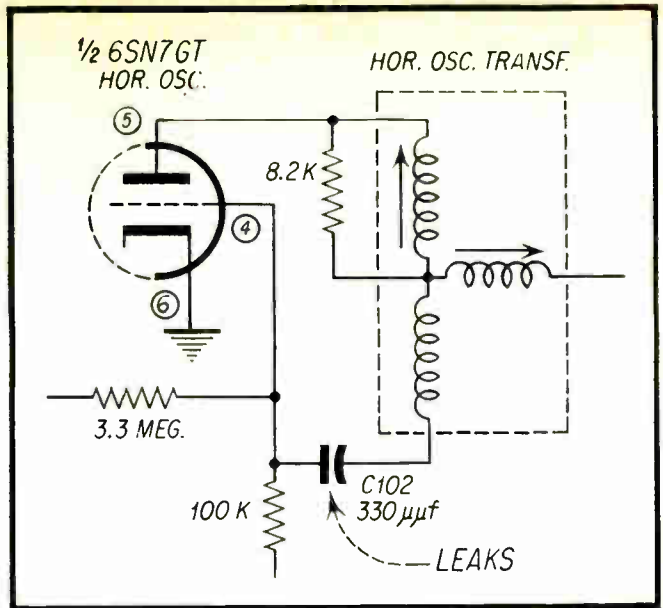 ½ 6SN7GT
HOR. OSC.
HOR. OSC. TRANSF.
5
8.2K
4
6
3.3 MEG.
C102
330 µµf
100 K
LEAKS